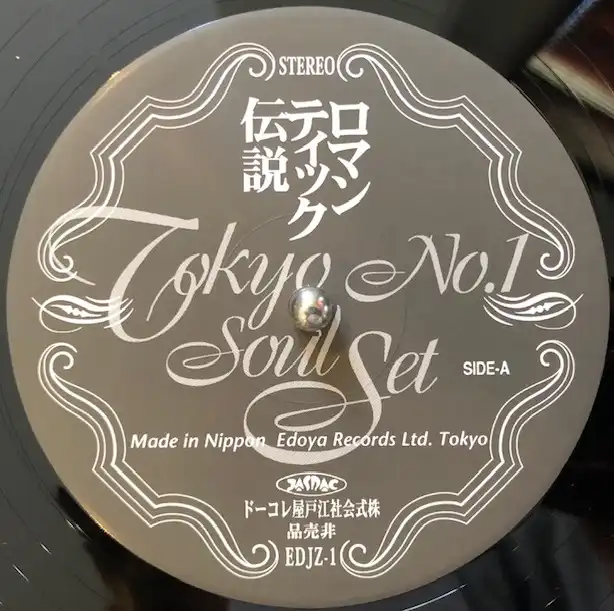 STEREO
ロマン
ティック
伝説
Tokyo No.1
Soul Set
SIDE-A
Made in Nippon Edoya Records Ltd. Tokyo
JASRAC
株式会社江戸屋レコード
非売品
EDJZ-1